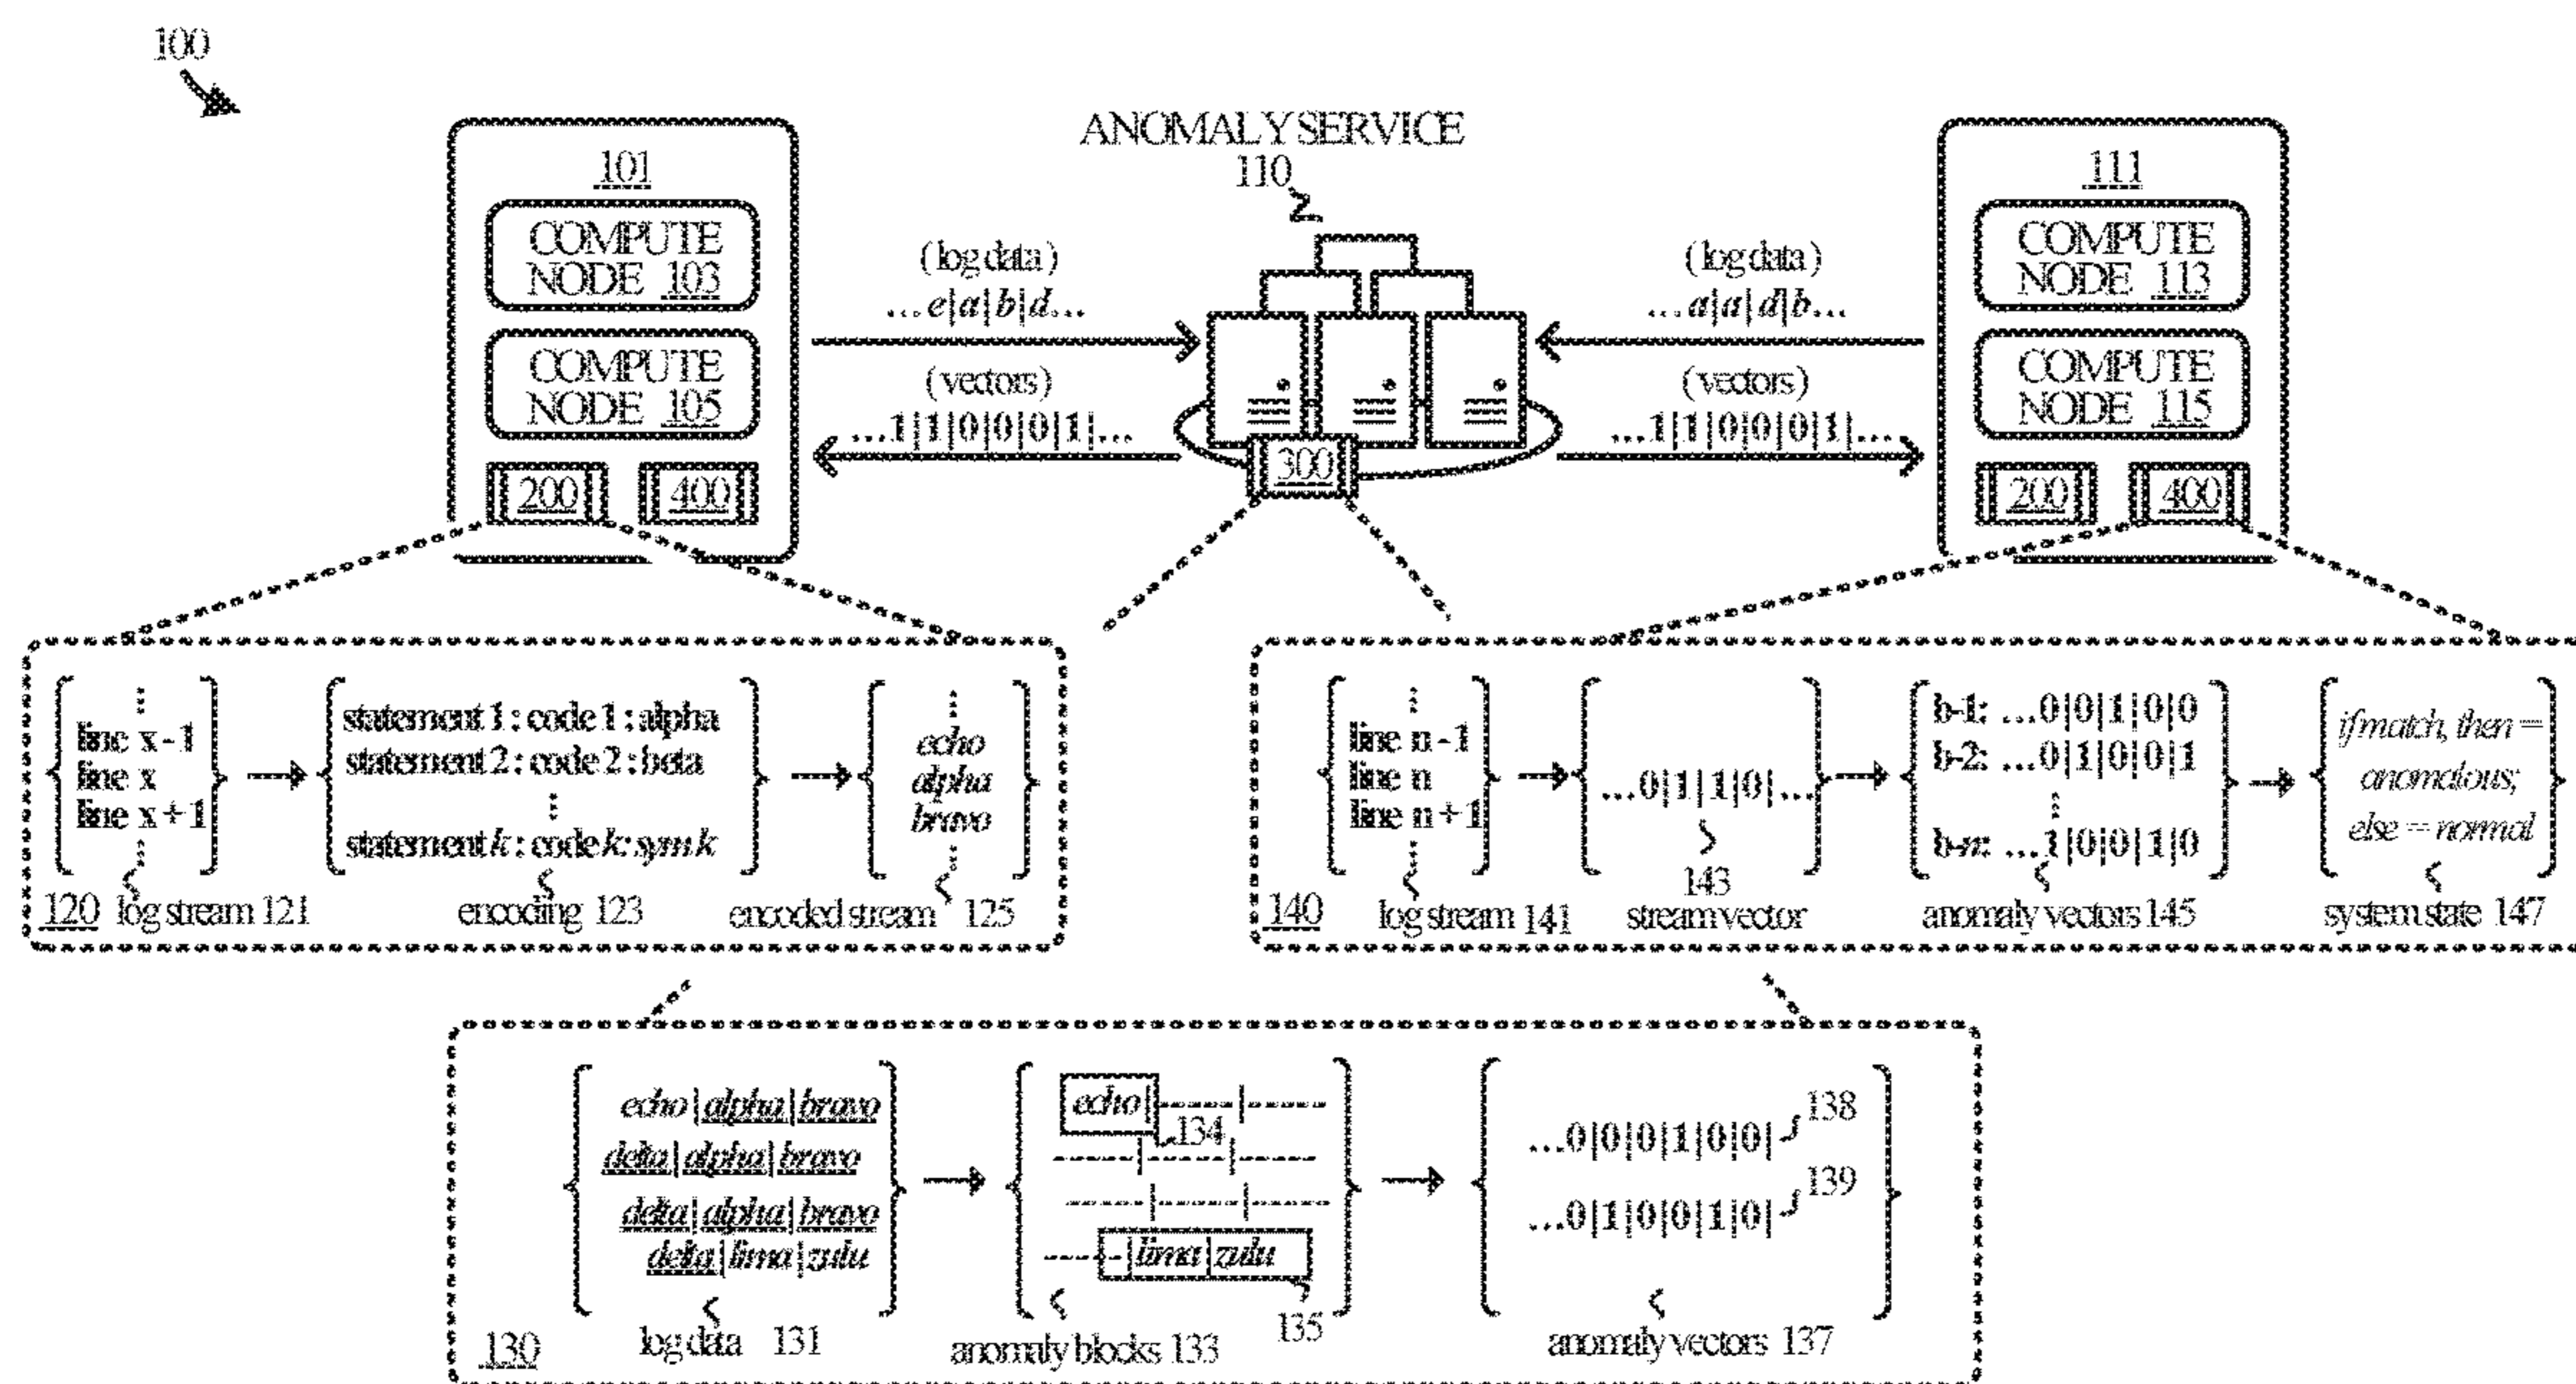 100
101
COMPUTE
NODE 103
COMPUTE
NODE 105
200
400
(log data)
...e|a|b|d...
(vectors)
...1|1|0|0|0|1|...
ANOMALY SERVICE
110
300
(log data)
...a|a|d|b...
(vectors)
...1|1|0|0|0|1|...
111
COMPUTE
NODE 113
COMPUTE
NODE 115
200
400
line x-1
line x
line x+1
120
log stream 121
statement 1 : code 1 : alpha
statement 2 : code 2 : beta
statement k : code k: sym k
encoding 123
echo
alpha
bravo
encoded stream 125
line n-1
line n
line n+1
140
log stream 141
...0|1|1|0|...
143
stream vector
b-1: ...0|0|1|0|0
b-2: ...0|1|0|0|1
b-n: ...1|0|0|1|0
anomaly vectors 145
if match, then =
anomalous;
else = normal
system state 147
echo|alpha|bravo
delta|alpha|bravo
delta|alpha|bravo
delta|lima|zulu
130
log data 131
echo|
134
|lima|zulu
135
anomaly blocks 133
...0|0|0|1|0|0|
138
...0|1|0|0|1|0|
139
anomaly vectors 137